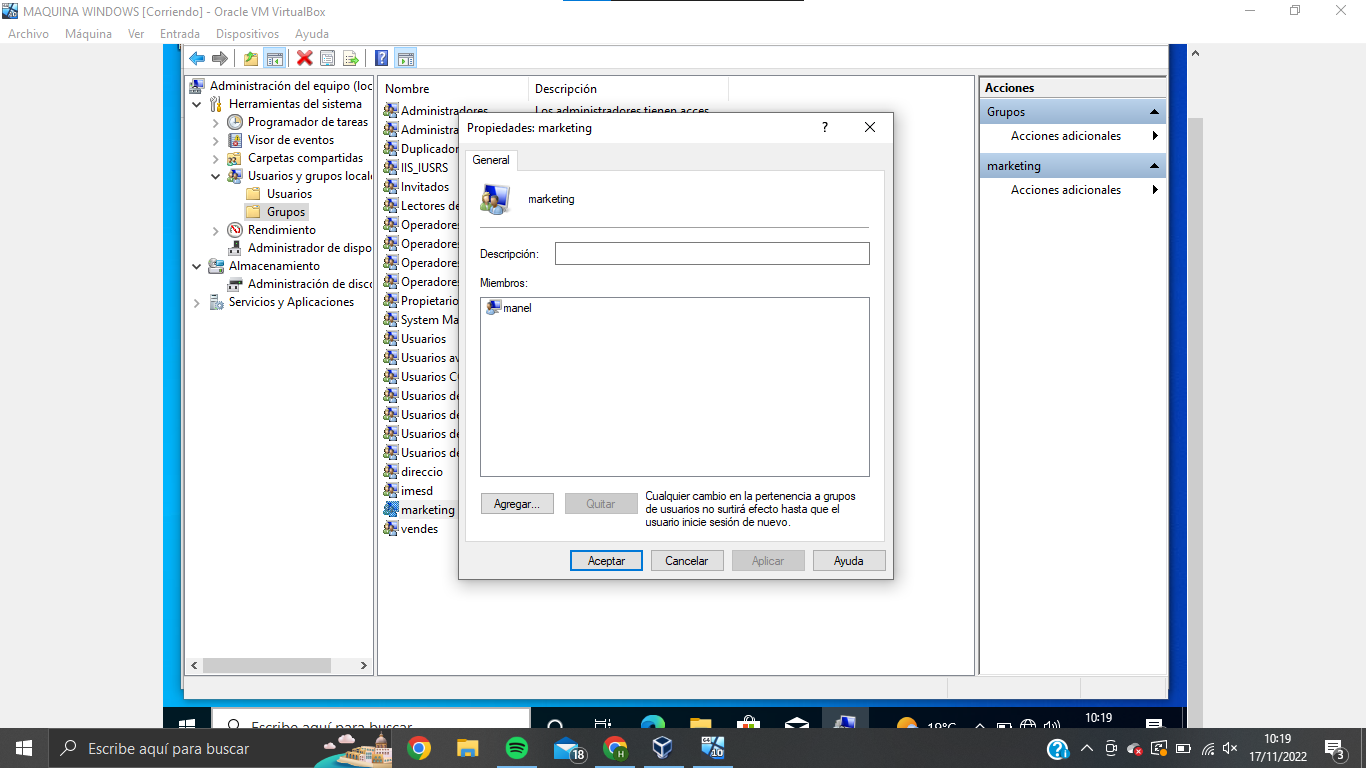 MAQUINA WINDOWS [Corriendo] - Oracle VM VirtualBox
Archivo Máquina Ver Entrada Dispositivos Ayuda
Administración del equipo (loc
Herramientas del sistema
Programador de tareas
Visor de eventos
Carpetas compartidas
Usuarios y grupos locale
Usuarios
Grupos
Rendimiento
Administrador de dispo
Almacenamiento
Administración de disco
Servicios y Aplicaciones
Nombre Descripción
Administradores Los administradores tienen acces
Administra
Duplicador
IIS_IUSRS
Invitados
Lectores de
Operadores
Operadores
Operadores
Operadores
Propietario
System Ma
Usuarios
Usuarios av
Usuarios C
Usuarios de
Usuarios de
Usuarios de
Usuarios de
direccio
imesd
marketing
vendes
Propiedades: marketing ?
General
marketing
Descripción:
Miembros:
manel
Agregar... Quitar
Cualquier cambio en la pertenencia a grupos
de usuarios no surtirá efecto hasta que el
usuario inicie sesión de nuevo.
Aceptar Cancelar Aplicar Ayuda
Acciones
Grupos
Acciones adicionales
marketing
Acciones adicionales
Escribe aquí para buscar 19°C 10:19
Escribe aquí para buscar 18 H 10:19
17/11/2022 3